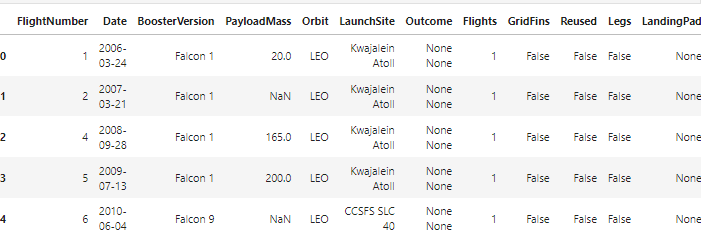 FlightNumber Date BoosterVersion PayloadMass Orbit LaunchSite Outcome Flights GridFins Reused Legs LandingPad
0 1 2006-03-24 Falcon 1 20.0 LEO Kwajalein Atoll None None 1 False False False None
1 2 2007-03-21 Falcon 1 NaN LEO Kwajalein Atoll None None 1 False False False None
2 4 2008-09-28 Falcon 1 165.0 LEO Kwajalein Atoll None None 1 False False False None
3 5 2009-07-13 Falcon 1 200.0 LEO Kwajalein Atoll None None 1 False False False None
4 6 2010-06-04 Falcon 9 NaN LEO CCSFS SLC 40 None None 1 False False False None